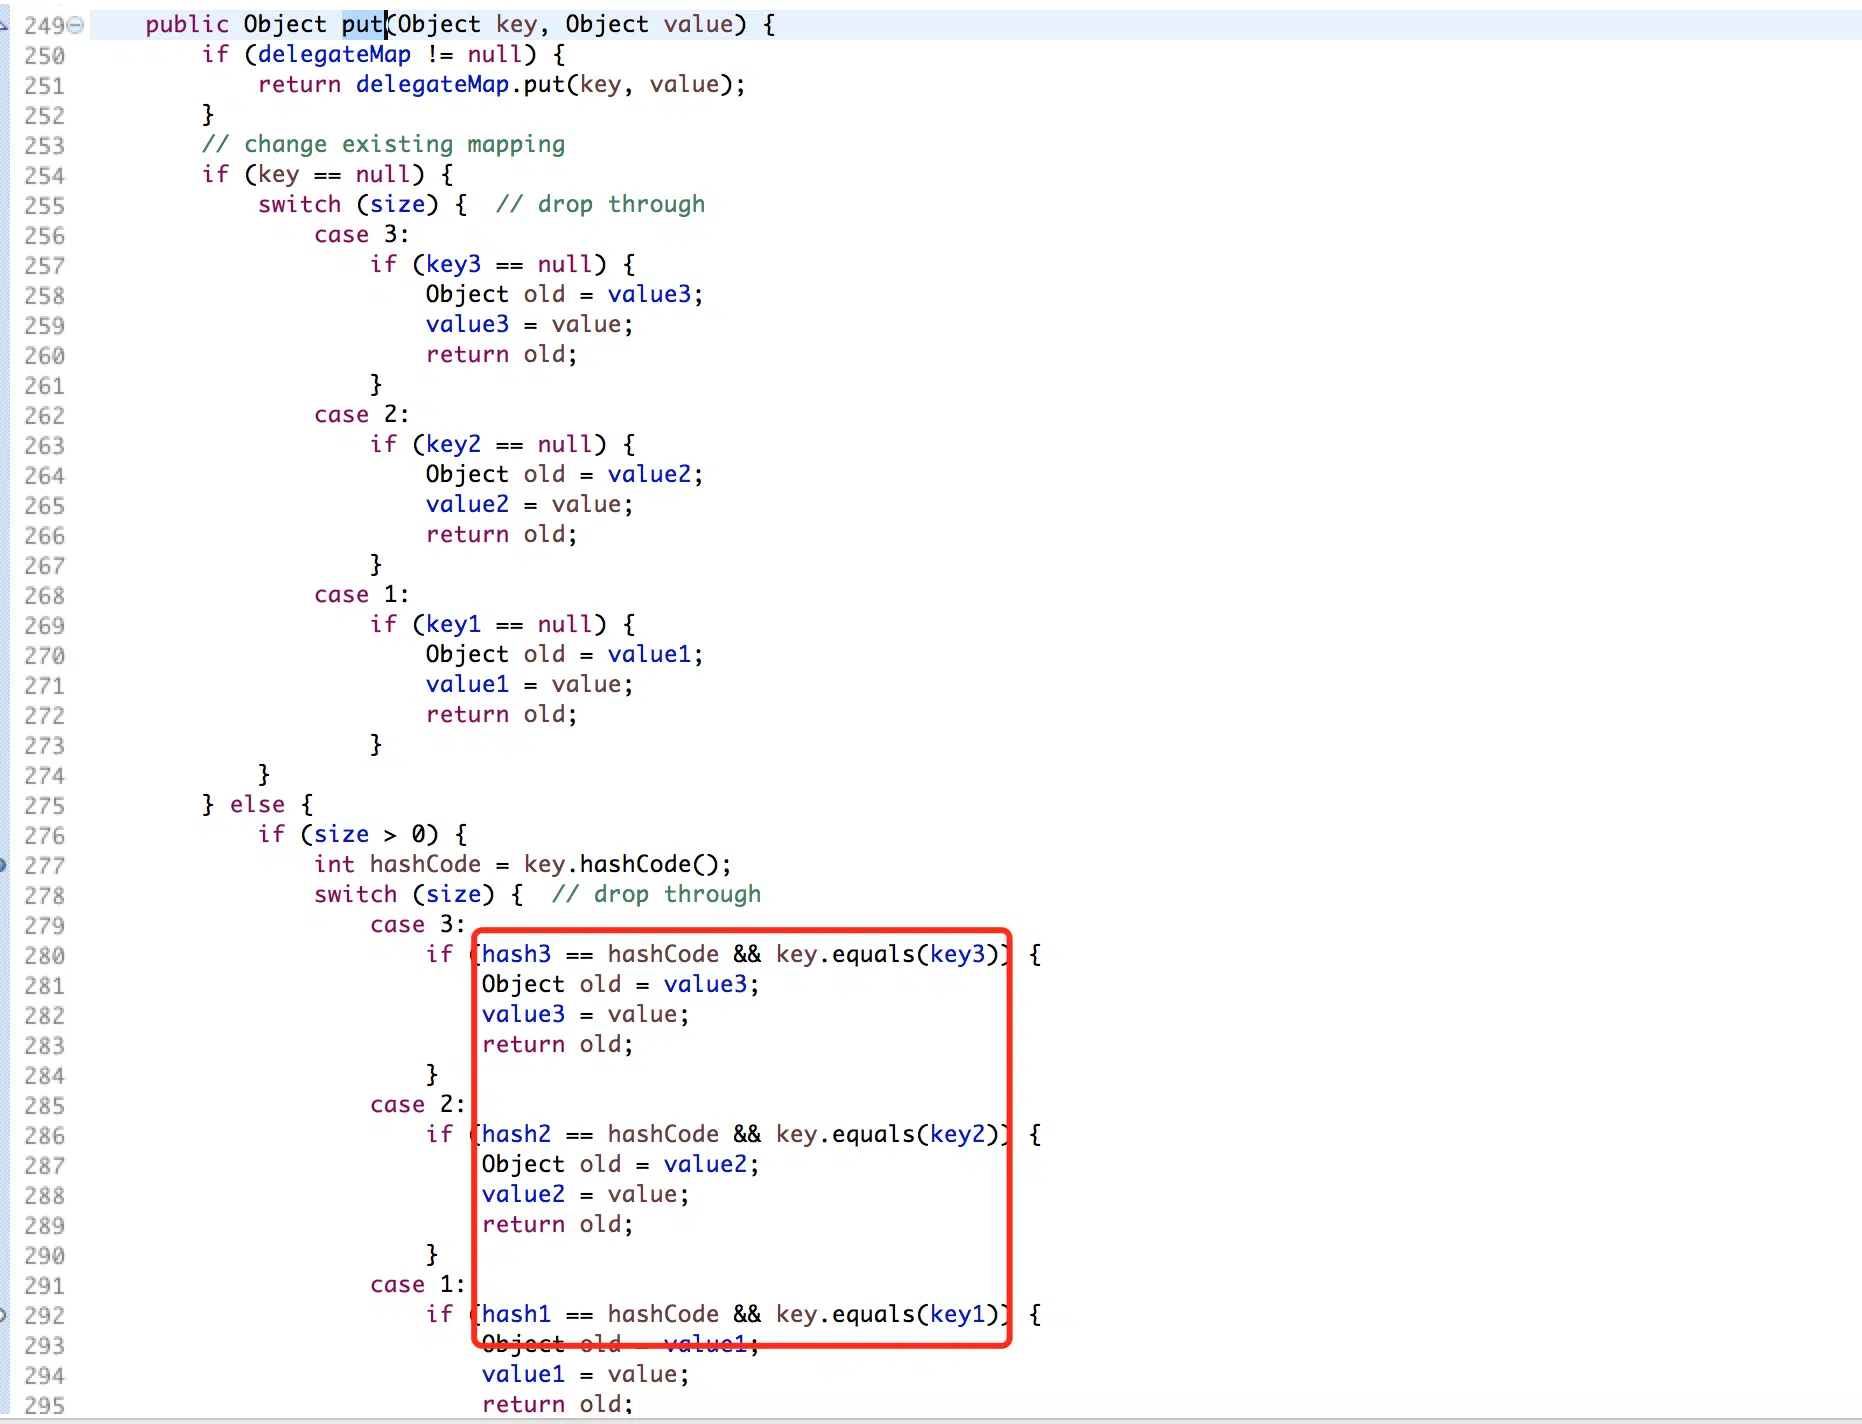 249 public Object put(Object key, Object value) {
250 if (delegateMap != null) {
251 return delegateMap.put(key, value);
252 }
253 // change existing mapping
254 if (key == null) {
255 switch (size) {  // drop through
256 case 3:
257 if (key3 == null) {
258 Object old = value3;
259 value3 = value;
260 return old;
261 }
262 case 2:
263 if (key2 == null) {
264 Object old = value2;
265 value2 = value;
266 return old;
267 }
268 case 1:
269 if (key1 == null) {
270 Object old = value1;
271 value1 = value;
272 return old;
273 }
274 }
275 } else {
276 if (size > 0) {
277 int hashCode = key.hashCode();
278 switch (size) {  // drop through
279 case 3:
280 if (hash3 == hashCode && key.equals(key3)) {
281 Object old = value3;
282 value3 = value;
283 return old;
284 }
285 case 2:
286 if (hash2 == hashCode && key.equals(key2)) {
287 Object old = value2;
288 value2 = value;
289 return old;
290 }
291 case 1:
292 if (hash1 == hashCode && key.equals(key1)) {
293 Object old = value1;
294 value1 = value;
295 return old;